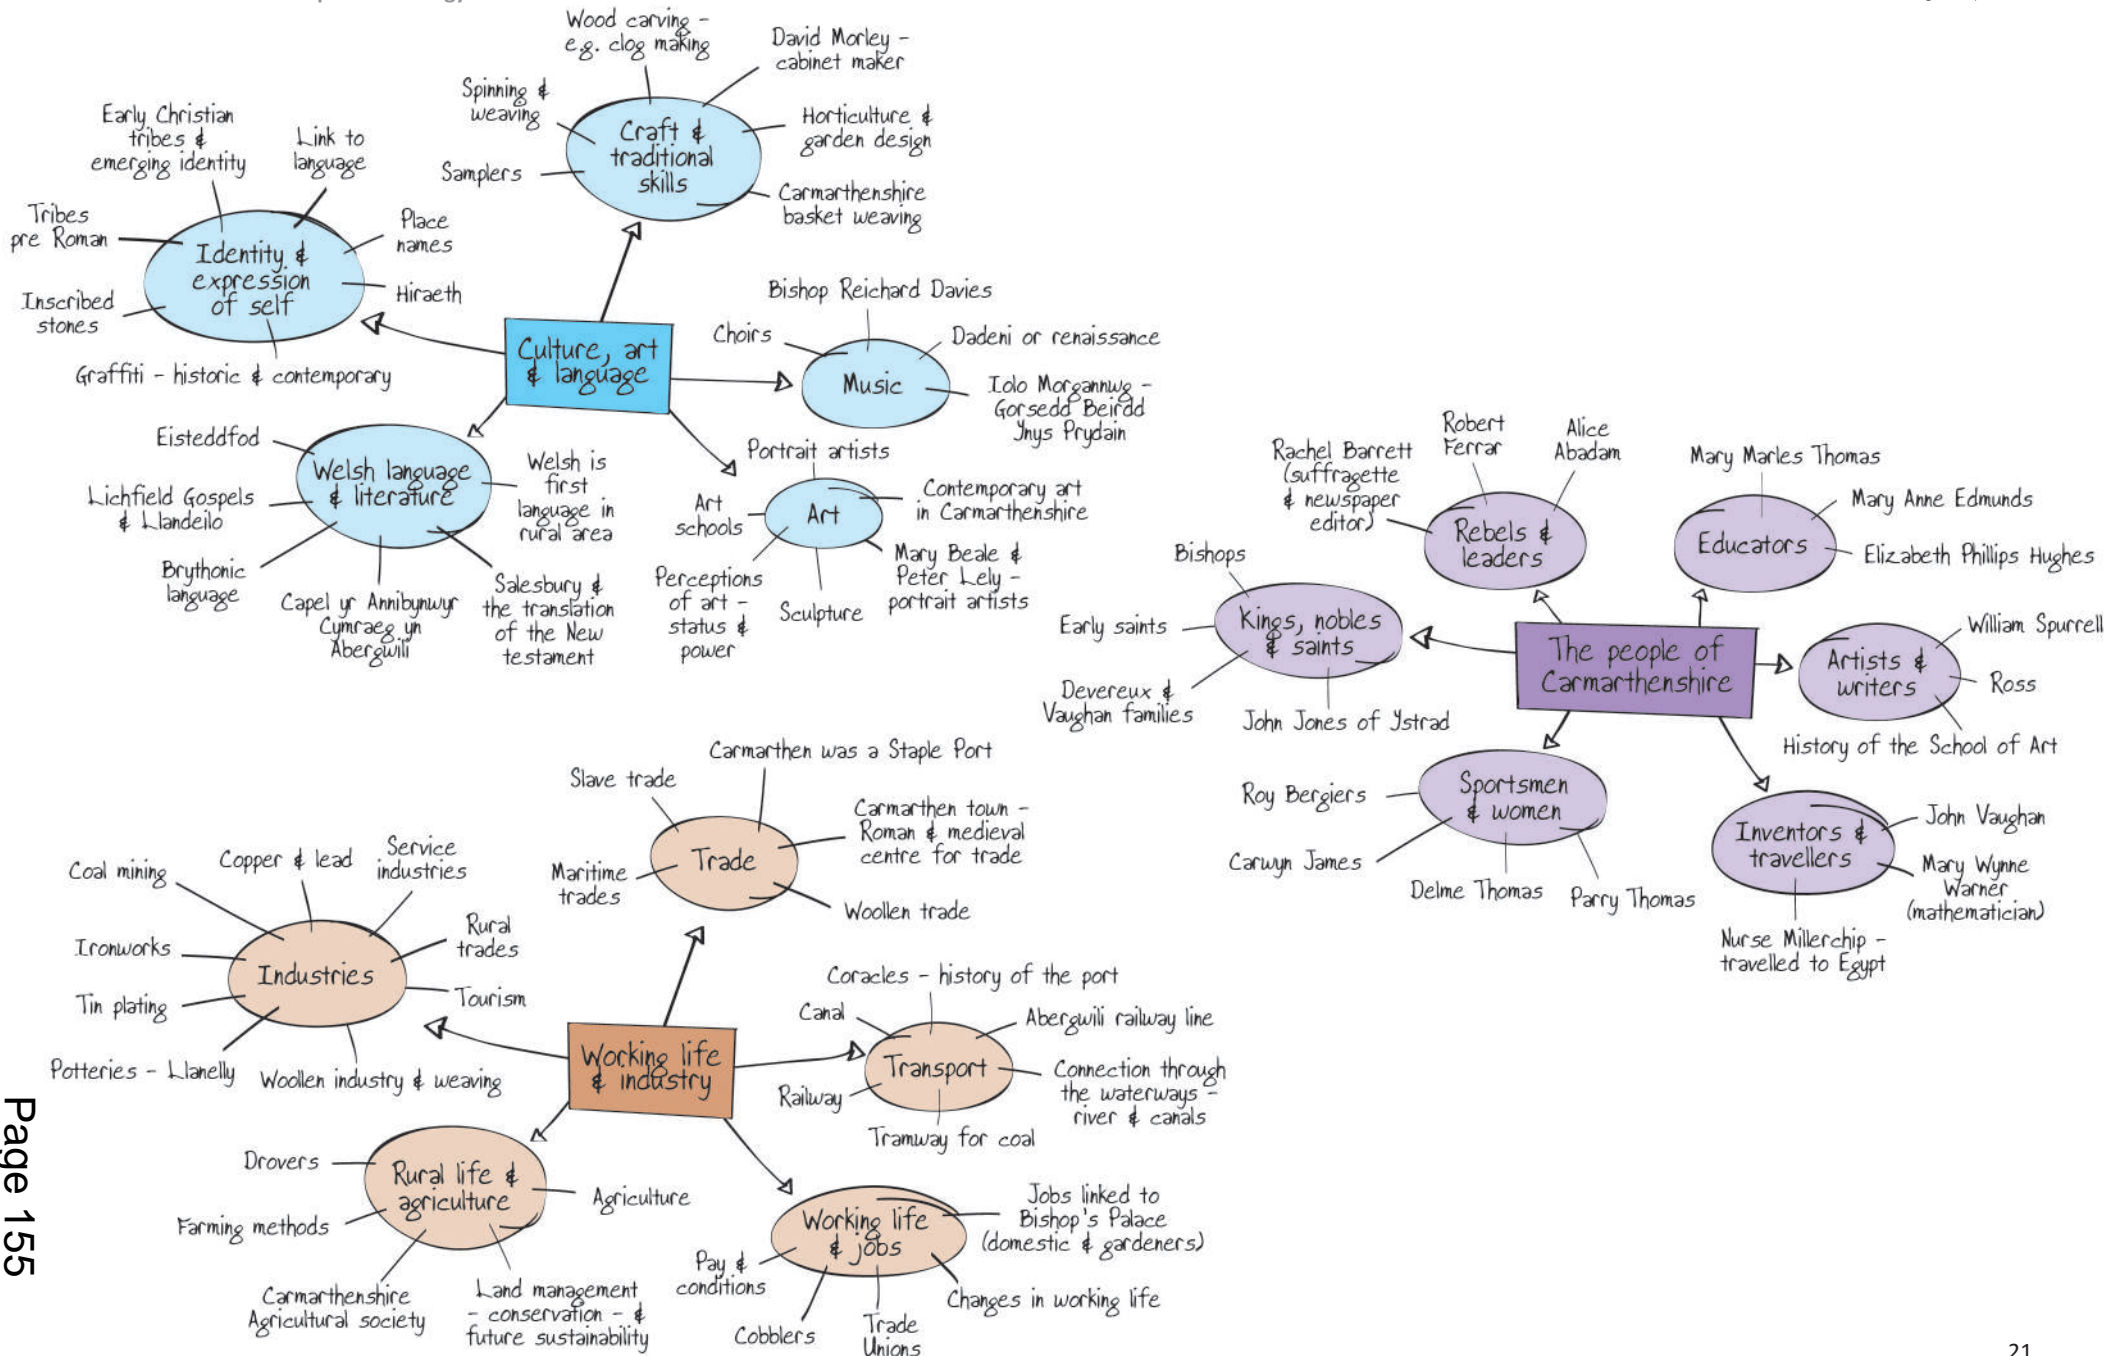 Wood carving –
e.g. clog making
David Morley –
cabinet maker
Spinning &
weaving
Craft &
traditional
skills
Horticulture &
garden design
Samplers
Carmarthenshire
basket weaving
Early Christian
tribes &
emerging identity
Link to
language
Tribes
pre Roman
Place
names
Identity &
expression
of self
Hiraeth
Inscribed
stones
Graffiti – historic & contemporary
Culture, art
& language
Bishop Reichard Davies
Choirs
Dadeni or renaissance
Music
Iolo Morgannwg –
Gorsedd Beirdd
Ynys Prydain
Eisteddfod
Welsh language
& literature
Welsh is
first
language in
rural area
Lichfield Gospels
& Llandeilo
Brythonic
language
Capel yr Annibynwyr
Cymraeg yn
Abergwili
Salesbury &
the translation
of the New
testament
Portrait artists
Art
schools
Art
Contemporary art
in Carmarthenshire
Perceptions
of art –
status &
power
Sculpture
Mary Beale &
Peter Lely –
portrait artists
Rachel Barrett
(suffragette
& newspaper
editor)
Robert
Ferrar
Alice
Abadam
Rebels &
leaders
Mary Marles Thomas
Mary Anne Edmunds
Educators
Elizabeth Phillips Hughes
Bishops
Early saints
Kings, nobles
& saints
Devereux &
Vaughan families
John Jones of Ystrad
The people of
Carmarthenshire
William Spurrell
Artists &
writers
Ross
History of the School of Art
Roy Bergiers
Sportsmen
& women
Carwyn James
Delme Thomas
Parry Thomas
Inventors &
travellers
John Vaughan
Mary Wynne
Warner
(mathematician)
Nurse Millerchip –
travelled to Egypt
Carmarthen was a Staple Port
Slave trade
Trade
Carmarthen town –
Roman & medieval
centre for trade
Maritime
trades
Woollen trade
Coal mining
Copper & lead
Service
industries
Ironworks
Industries
Rural
trades
Tin plating
Tourism
Potteries – Llanelly
Woollen industry & weaving
Working life
& industry
Coracles – history of the port
Canal
Abergwili railway line
Transport
Railway
Connection through
the waterways –
river & canals
Tramway for coal
Drovers
Rural life &
agriculture
Agriculture
Farming methods
Carmarthenshire
Agricultural society
Land management
– conservation – &
future sustainability
Working life
& jobs
Jobs linked to
Bishop's Palace
(domestic & gardeners)
Pay &
conditions
Cobblers
Trade
Unions
Changes in working life
Page 155
21